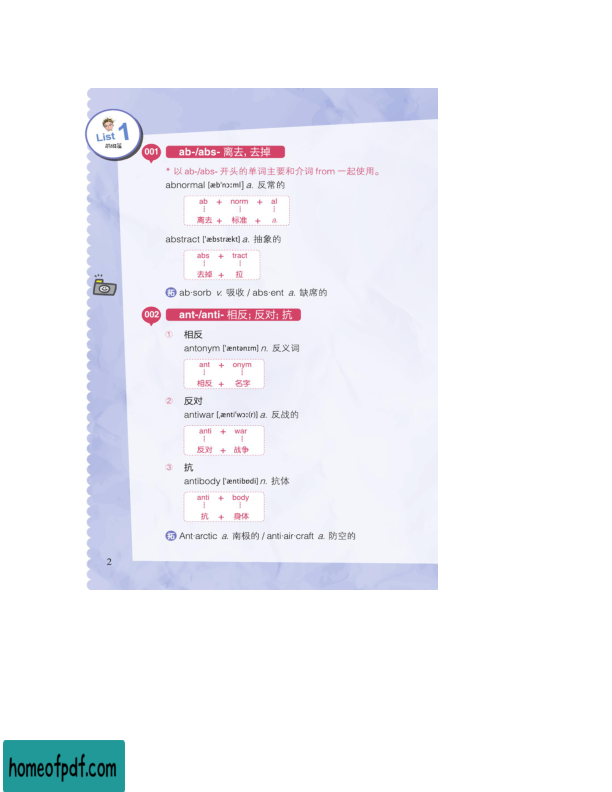 List 1
前缀篇
001 ab-/abs- 离去, 去掉
* 以 ab-/abs- 开头的单词主要和介词 from 一起使用。
abnormal [æb'nɔ:ml] a. 反常的
ab + norm + al
离去 + 标准 + a.
abstract ['æbstrækt] a. 抽象的
abs + tract
去掉 + 拉
拓 ab·sorb v. 吸收 / abs·ent a. 缺席的
002 ant-/anti- 相反; 反对; 抗
① 相反
antonym ['æntənɪm] n. 反义词
ant + onym
相反 + 名字
② 反对
antiwar [ˌænti'wɔ:(r)] a. 反战的
anti + war
反对 + 战争
③ 抗
antibody ['æntibɒdi] n. 抗体
anti + body
抗 + 身体
拓 Ant·arctic a. 南极的 / anti·air·craft a. 防空的
2
homeofpdf.com